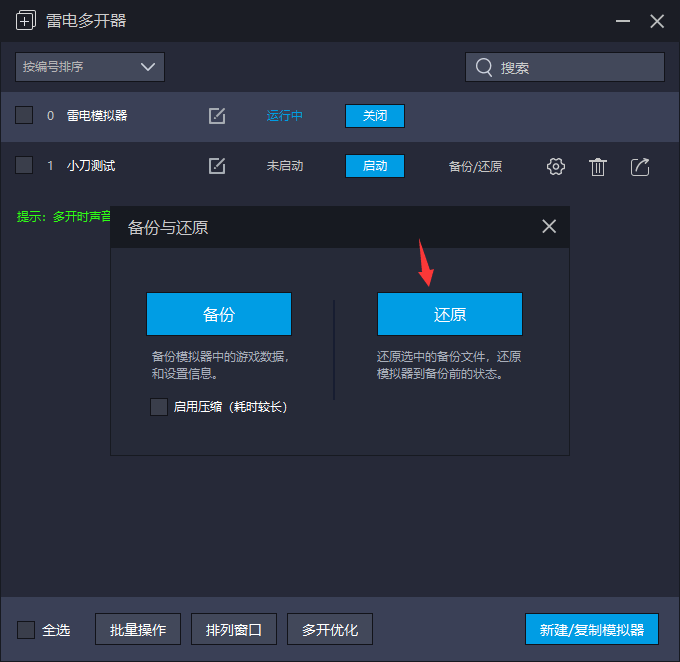 雷电多开器
按编号排序
搜索
0 雷电模拟器 运行中 关闭
1 小刀测试 未启动 启动 备份/还原
提示：多开时声音
备份与还原
备份
还原
备份模拟器中的游戏数据，
和设置信息。
还原选中的备份文件，还原
模拟器到备份前的状态。
启用压缩（耗时较长）
全选 批量操作 排列窗口 多开优化 新建/复制模拟器